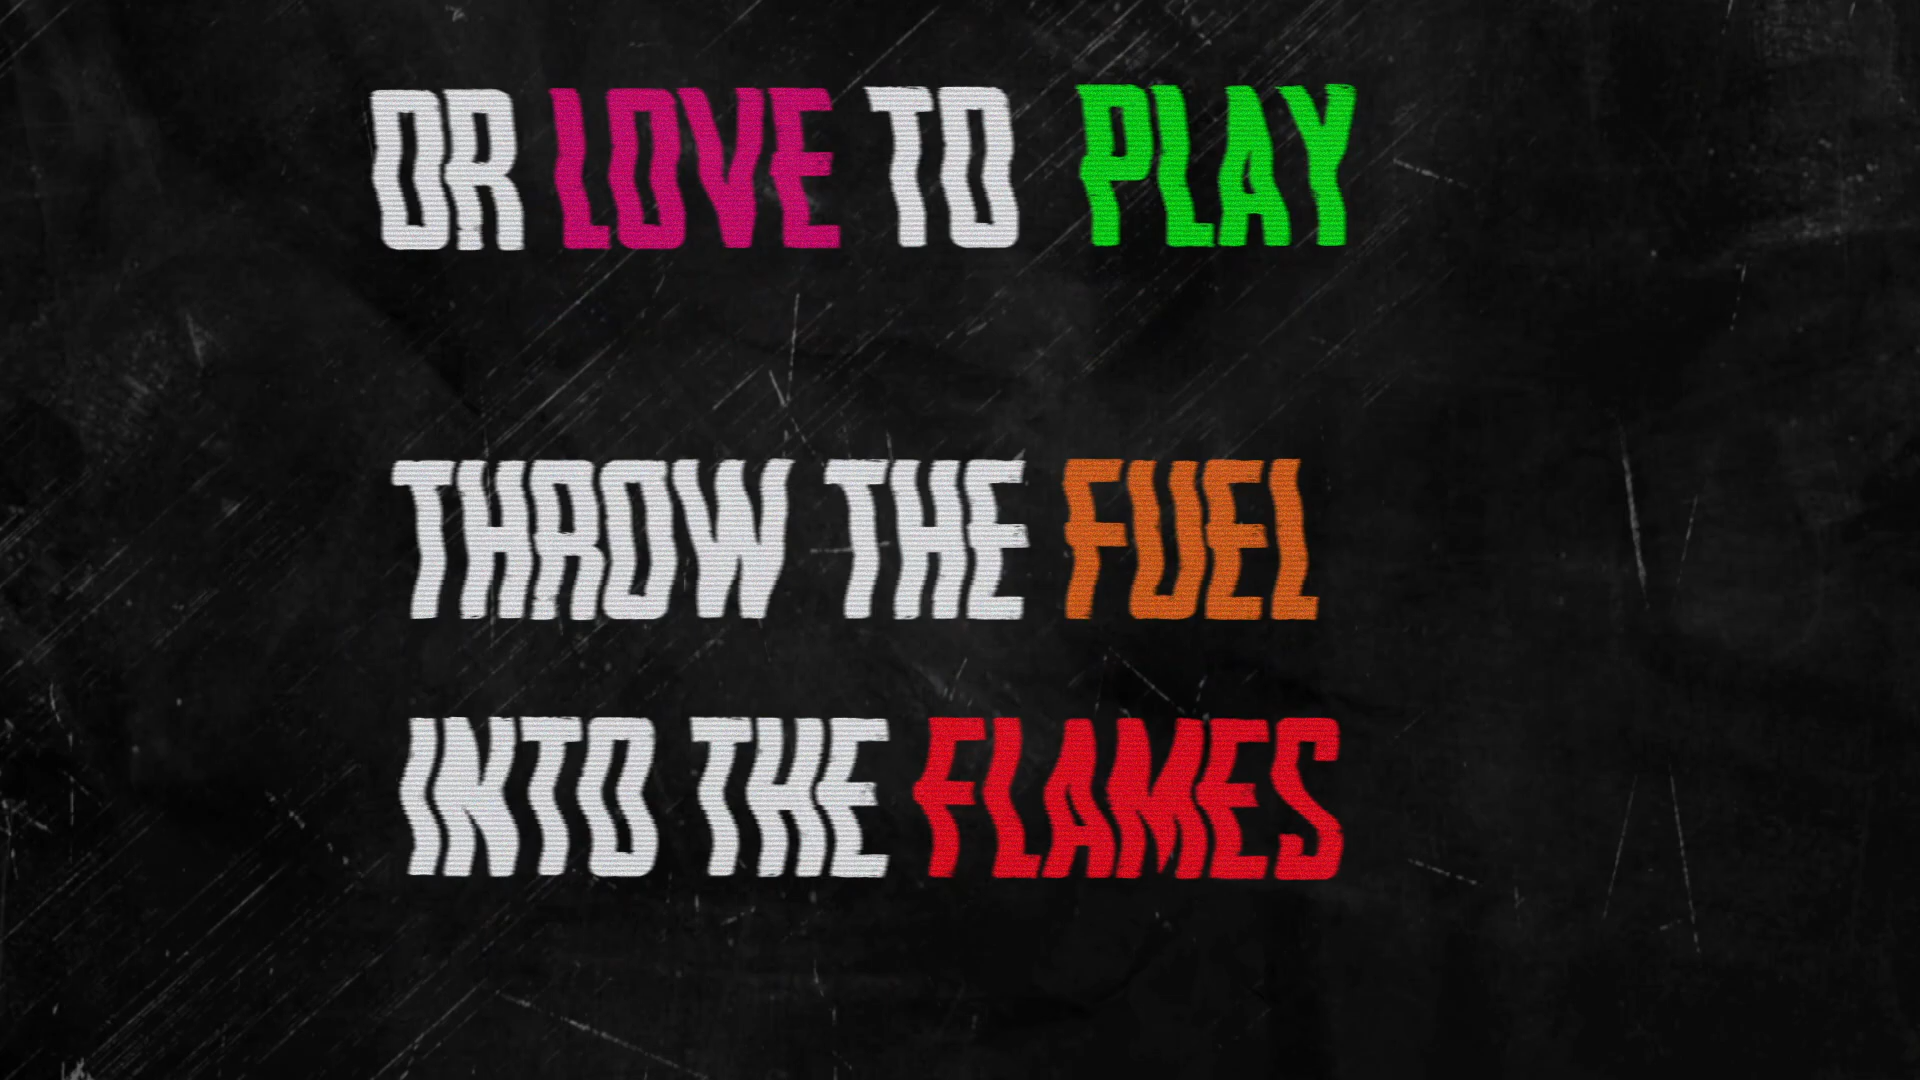 OR LOVE TO PLAY
THROW THE FUEL
INTO THE FLAMES